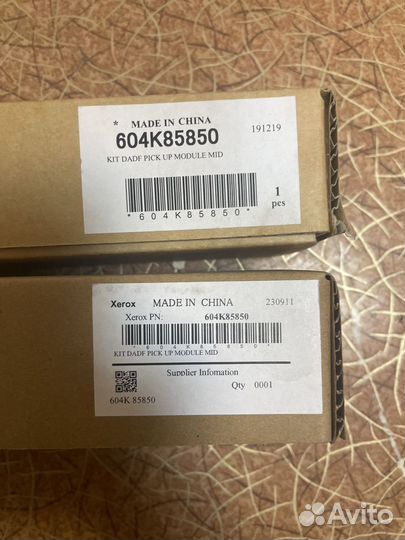 * MADE IN CHINA
191219
604K85850
KIT DADF PICK UP MODULE MID
*604K85850*
1
pcs
Xerox MADE IN CHINA 230911
Xerox PN: 604K85850
*604K85850*
KIT DADF PICK UP MODULE MID
Supplier Infomation
Qty 0001
604K 85850
Avito